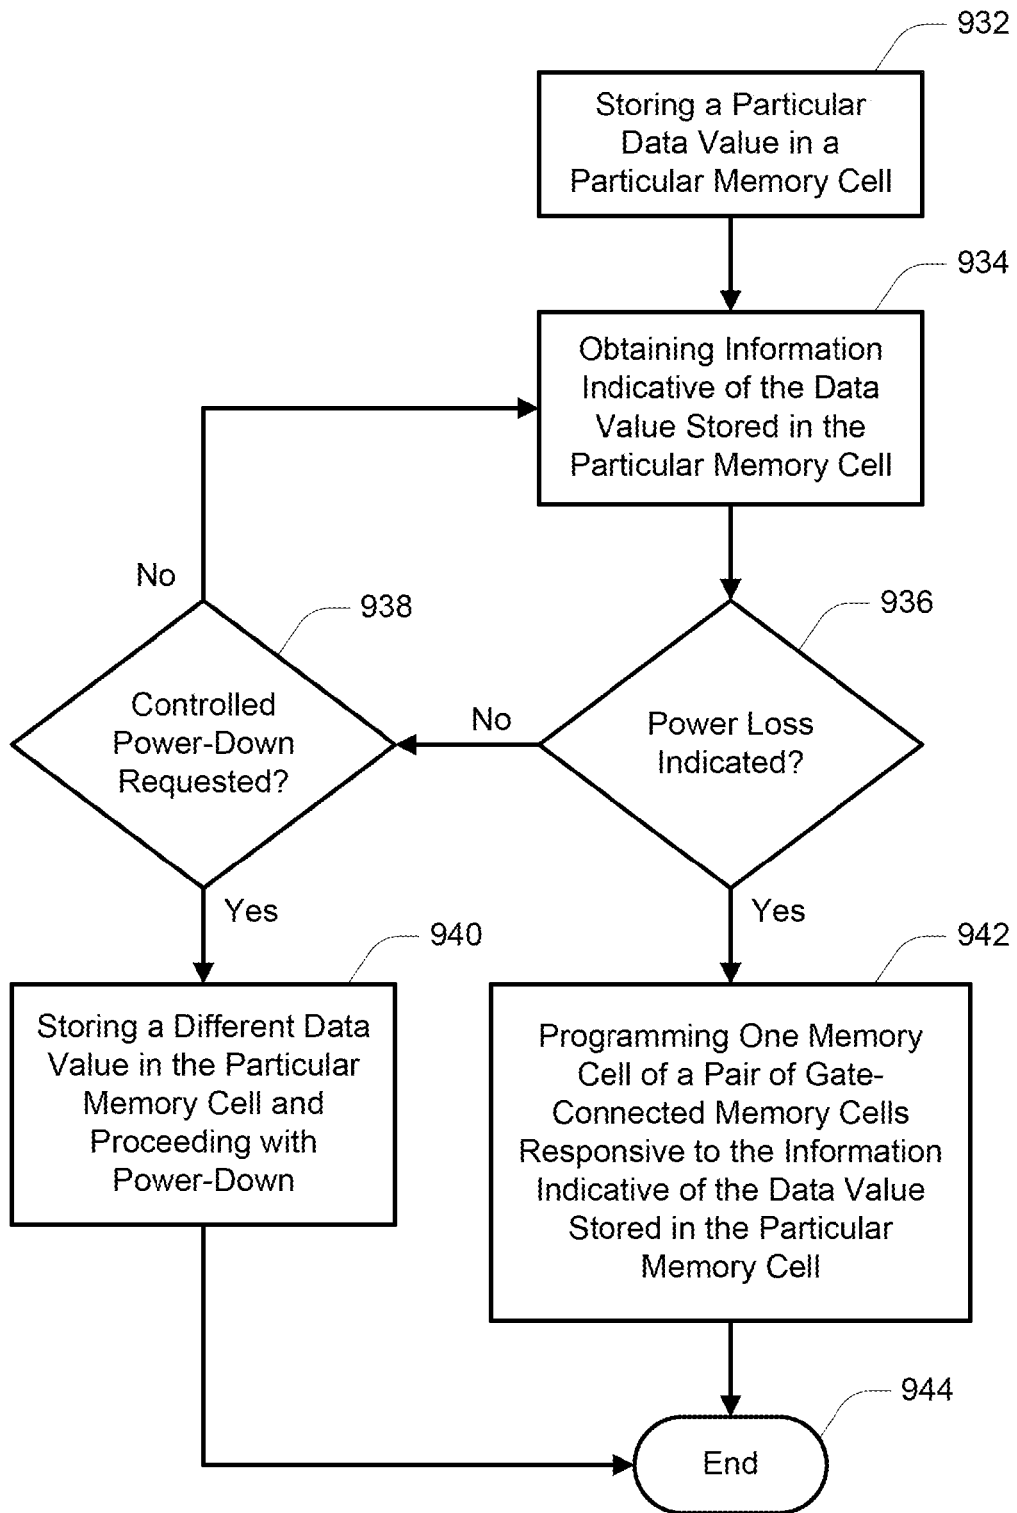 932
Storing a Particular
Data Value in a
Particular Memory Cell
934
Obtaining Information
Indicative of the Data
Value Stored in the
Particular Memory Cell
No
938
936
Controlled
Power-Down
Requested?
No
Power Loss
Indicated?
Yes
Yes
940
942
Storing a Different Data
Value in the Particular
Memory Cell and
Proceeding with
Power-Down
Programming One Memory
Cell of a Pair of Gate-
Connected Memory Cells
Responsive to the Information
Indicative of the Data Value
Stored in the Particular
Memory Cell
944
End